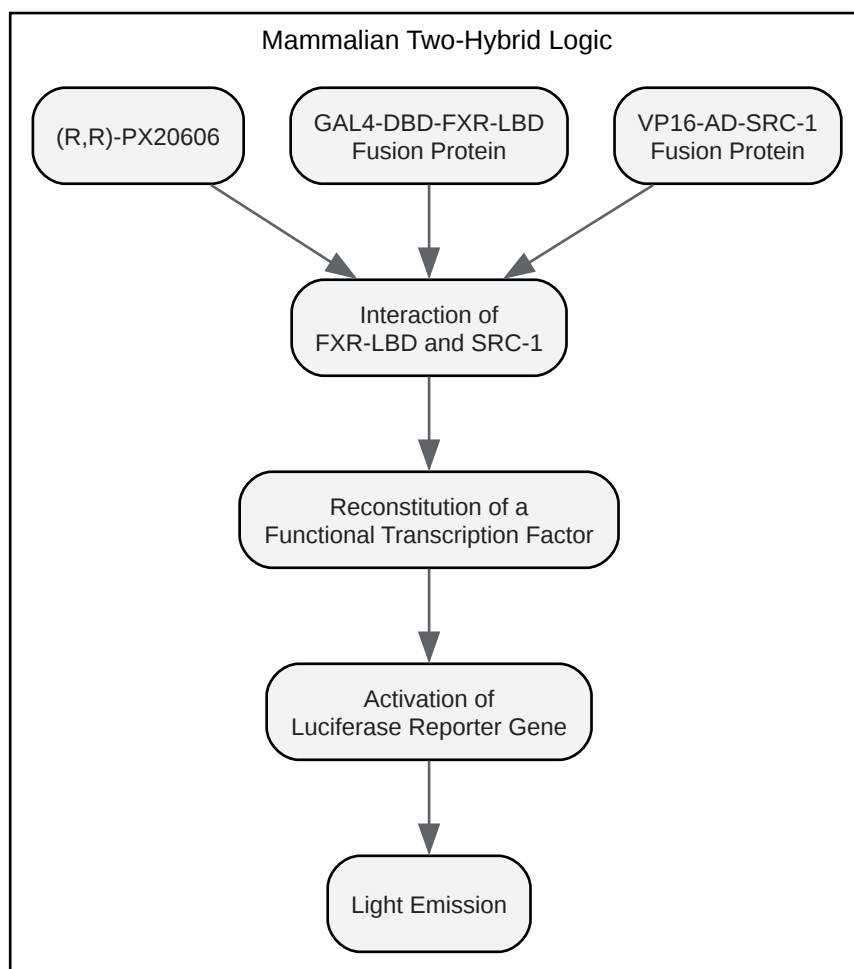 Mammalian Two-Hybrid Logic
(R,R)-PX20606
GAL4-DBD-FXR-LBD
Fusion Protein
VP16-AD-SRC-1
Fusion Protein
Interaction of
FXR-LBD and SRC-1
Reconstitution of a
Functional Transcription Factor
Activation of
Luciferase Reporter Gene
Light Emission